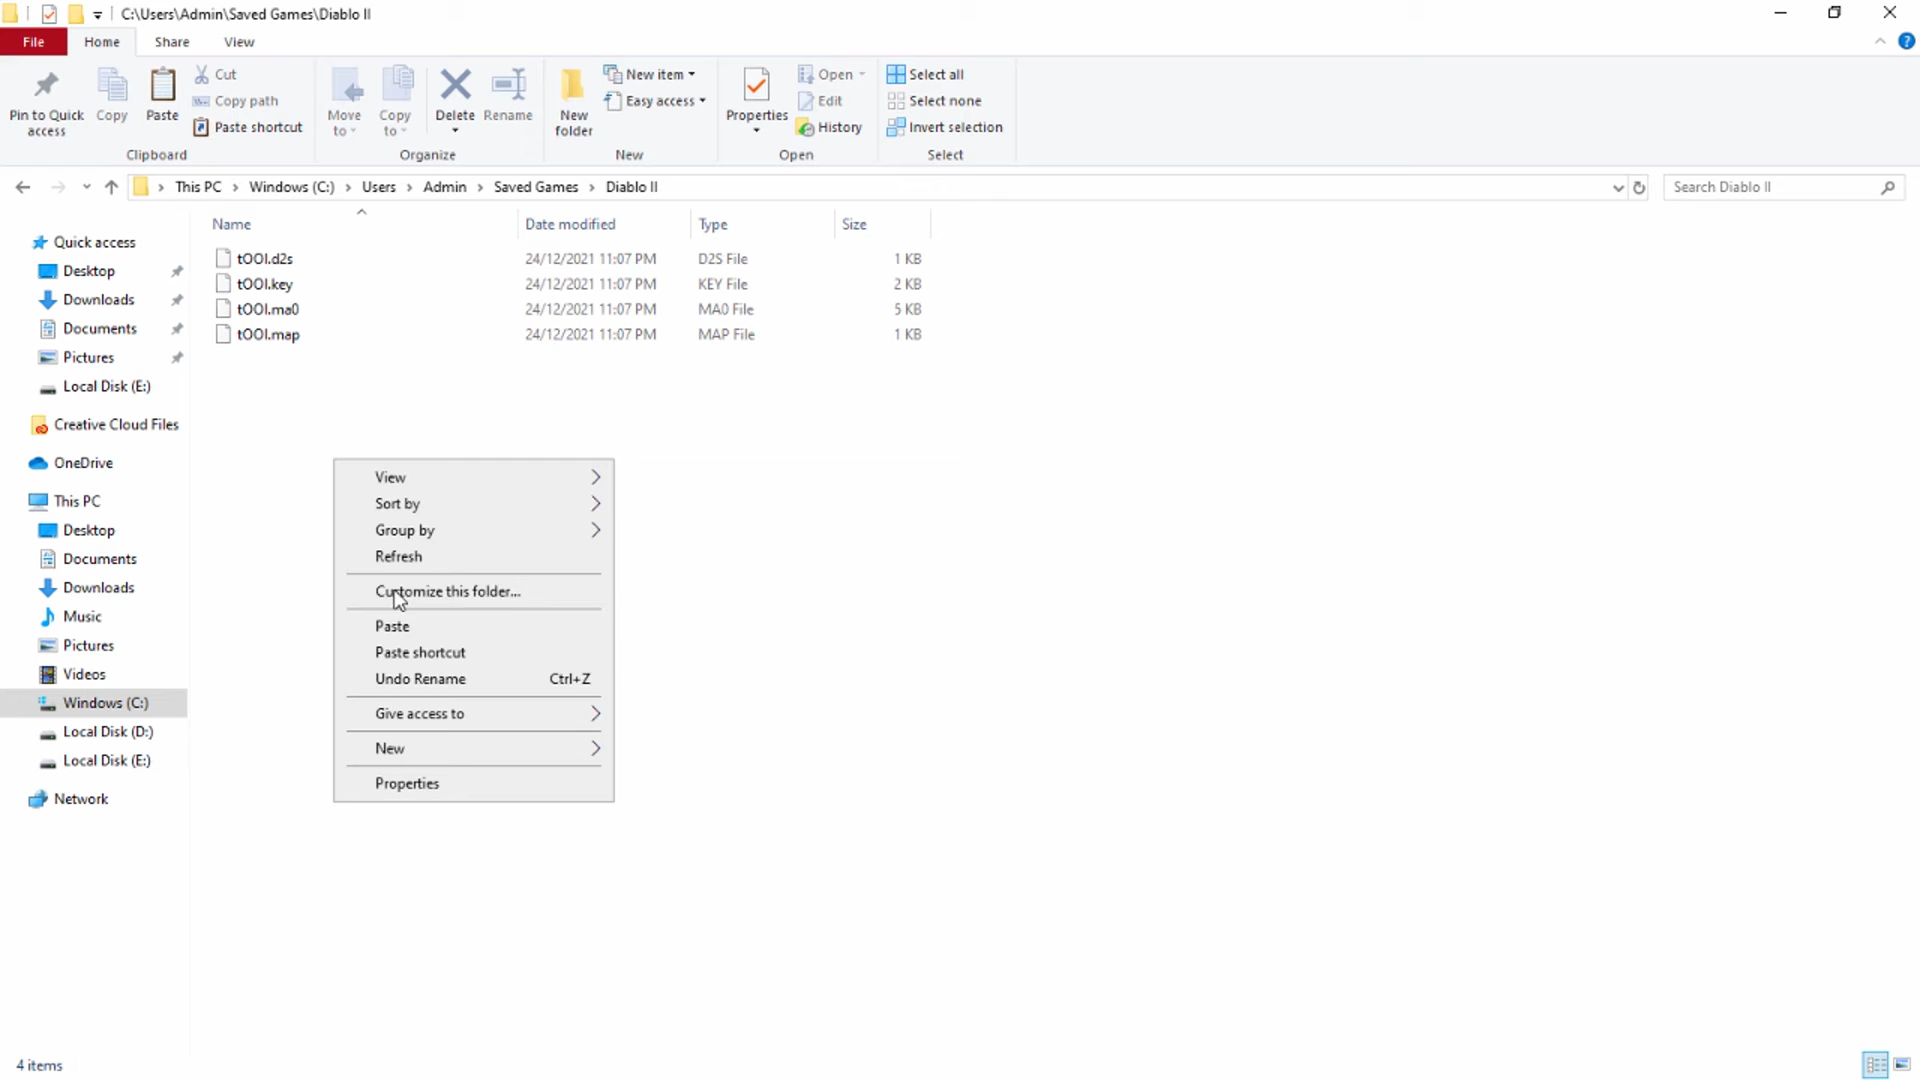 C:\Users\Admin\Saved Games\Diablo II
File Home Share View
Pin to Quick access
Copy
Paste
Cut
Copy path
Paste shortcut
Clipboard
Move to
Copy to
Delete
Rename
Organize
New folder
New item
Easy access
New
Properties
Open
Edit
History
Open
Select all
Select none
Invert selection
Select
This PC > Windows (C:) > Users > Admin > Saved Games > Diablo II
Search Diablo II
Name Date modified Type Size
tOOl.d2s 24/12/2021 11:07 PM D2S File 1 KB
tOOl.key 24/12/2021 11:07 PM KEY File 2 KB
tOOl.ma0 24/12/2021 11:07 PM MA0 File 5 KB
tOOl.map 24/12/2021 11:07 PM MAP File 1 KB
Quick access
Desktop
Downloads
Documents
Pictures
Local Disk (E:)
Creative Cloud Files
OneDrive
This PC
Desktop
Documents
Downloads
Music
Pictures
Videos
Windows (C:)
Local Disk (D:)
Local Disk (E:)
Network
View
Sort by
Group by
Refresh
Customize this folder...
Paste
Paste shortcut
Undo Rename Ctrl+Z
Give access to
New
Properties
4 items